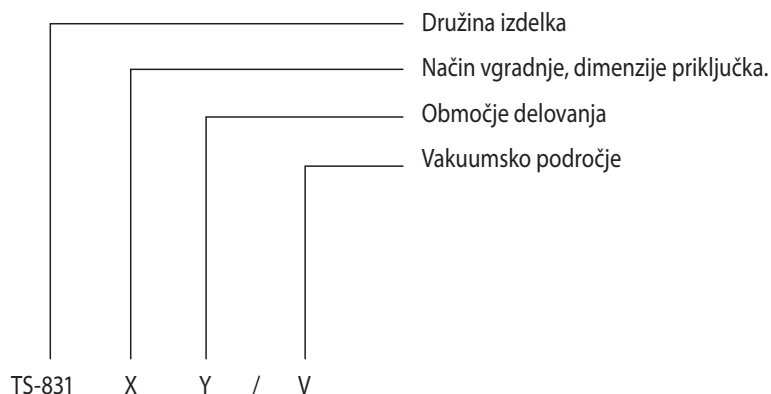 Družina izdelka
Način vgradnje, dimenzije priključka.
Območje delovanja
Vakuumsko področje
TS-831 X Y / V